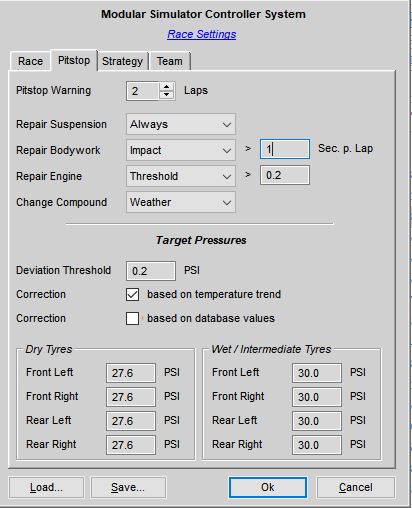 Modular Simulator Controller System
Race Settings
Race Pitstop Strategy Team
Pitstop Warning 2 Laps
Repair Suspension Always
Repair Bodywork Impact > 1 Sec. p. Lap
Repair Engine Threshold > 0.2
Change Compound Weather
Target Pressures
Deviation Threshold 0.2 PSI
Correction based on temperature trend
Correction based on database values
Dry Tyres Wet / Intermediate Tyres
Front Left 27.6 PSI Front Left 30.0 PSI
Front Right 27.6 PSI Front Right 30.0 PSI
Rear Left 27.6 PSI Rear Left 30.0 PSI
Rear Right 27.6 PSI Rear Right 30.0 PSI
Load... Save... Ok Cancel